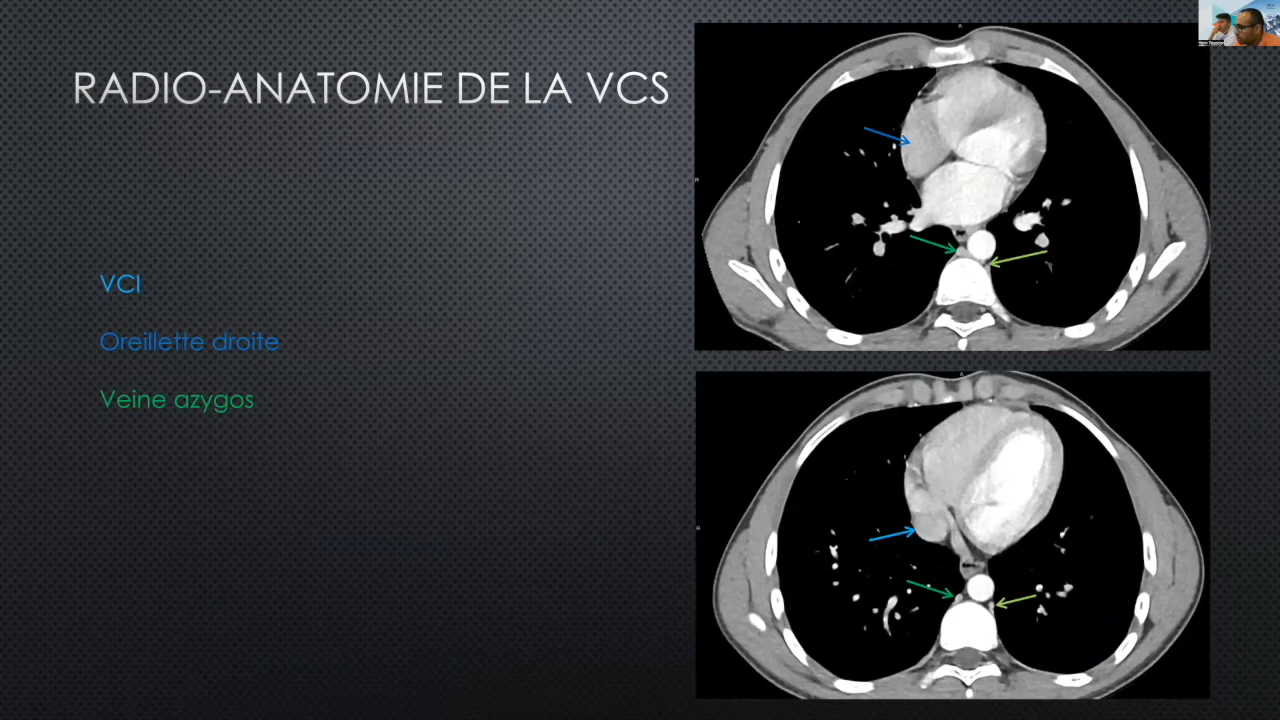 RADIO-ANATOMIE DE LA VCS
VCI
Oreillette droite
Veine azygos